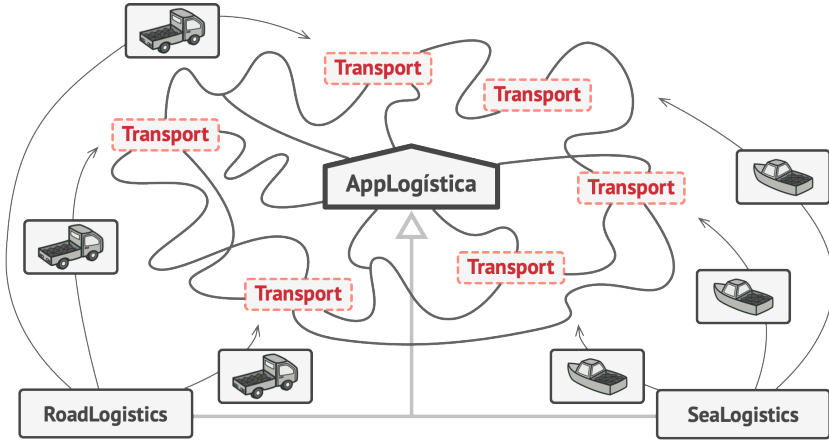 Transport
Transport
Transport
AppLogística
Transport
Transport
Transport
RoadLogistics
SeaLogistics